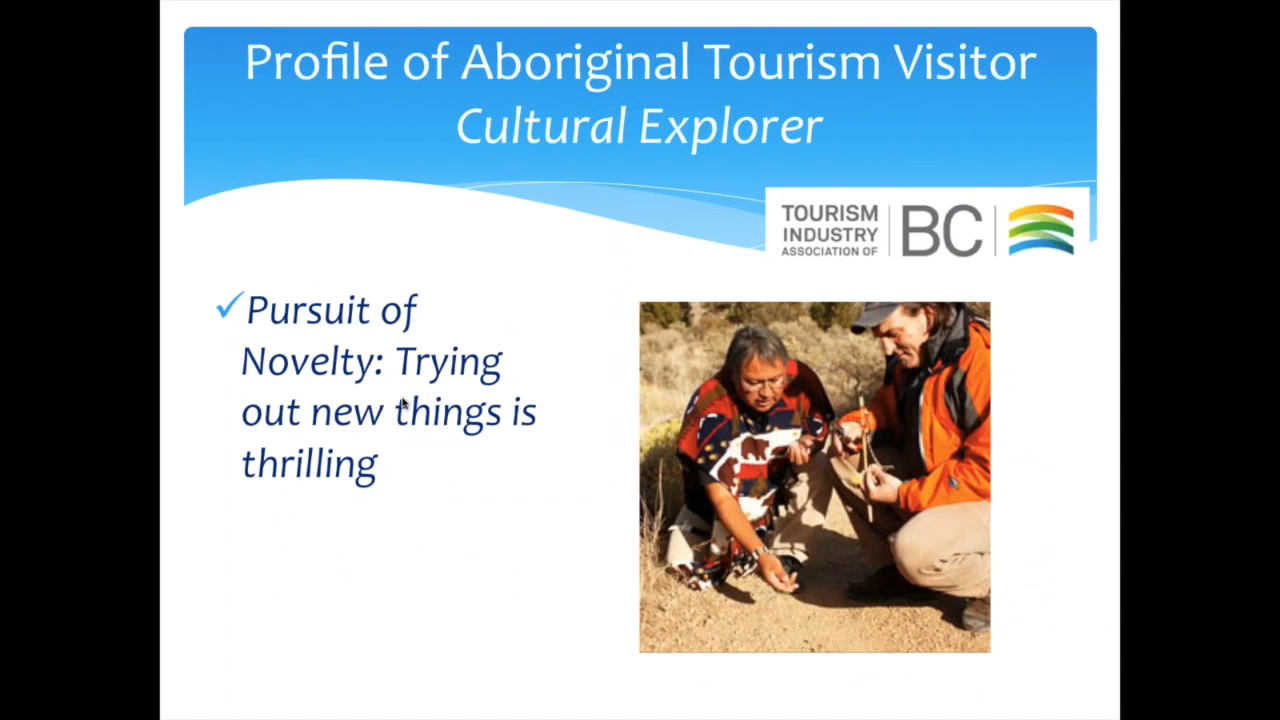 Profile of Aboriginal Tourism Visitor
Cultural Explorer
TOURISM
INDUSTRY
ASSOCIATION OF
BC
Pursuit of
Novelty: Trying
out new things is
thrilling